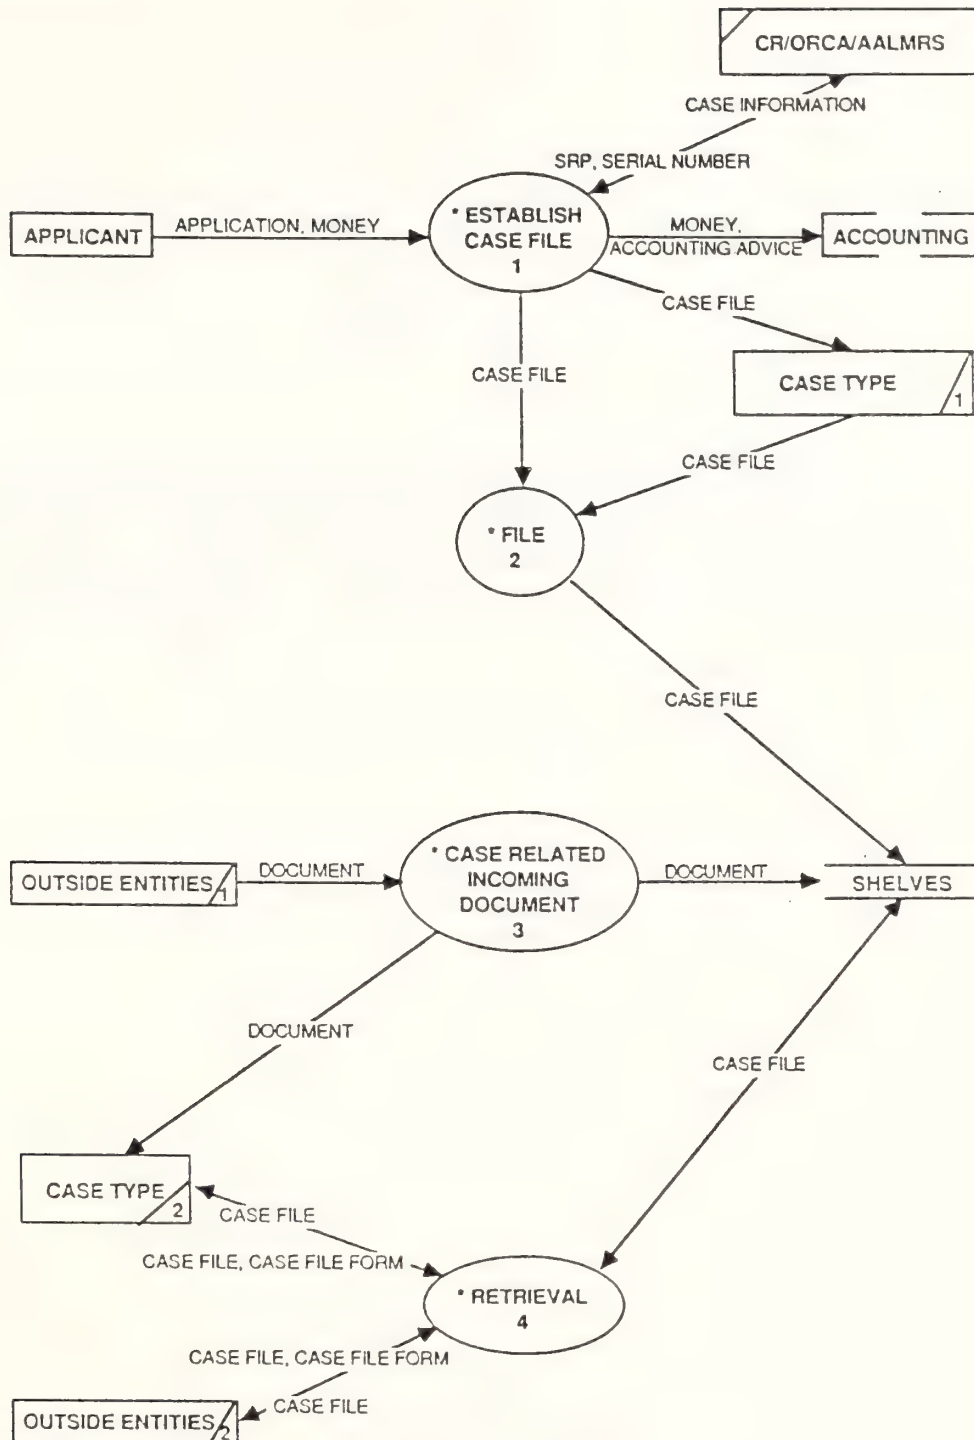 CR/ORCA/AALMRS
CASE INFORMATION
SRP, SERIAL NUMBER
APPLICANT
APPLICATION, MONEY
* ESTABLISH
CASE FILE
1
MONEY,
ACCOUNTING ADVICE
ACCOUNTING
CASE FILE
CASE FILE
CASE TYPE
1
CASE FILE
* FILE
2
CASE FILE
OUTSIDE ENTITIES
1
DOCUMENT
* CASE RELATED
INCOMING
DOCUMENT
3
DOCUMENT
SHELVES
DOCUMENT
CASE FILE
CASE TYPE
2
CASE FILE
CASE FILE, CASE FILE FORM
* RETRIEVAL
4
CASE FILE, CASE FILE FORM
CASE FILE
OUTSIDE ENTITIES
2